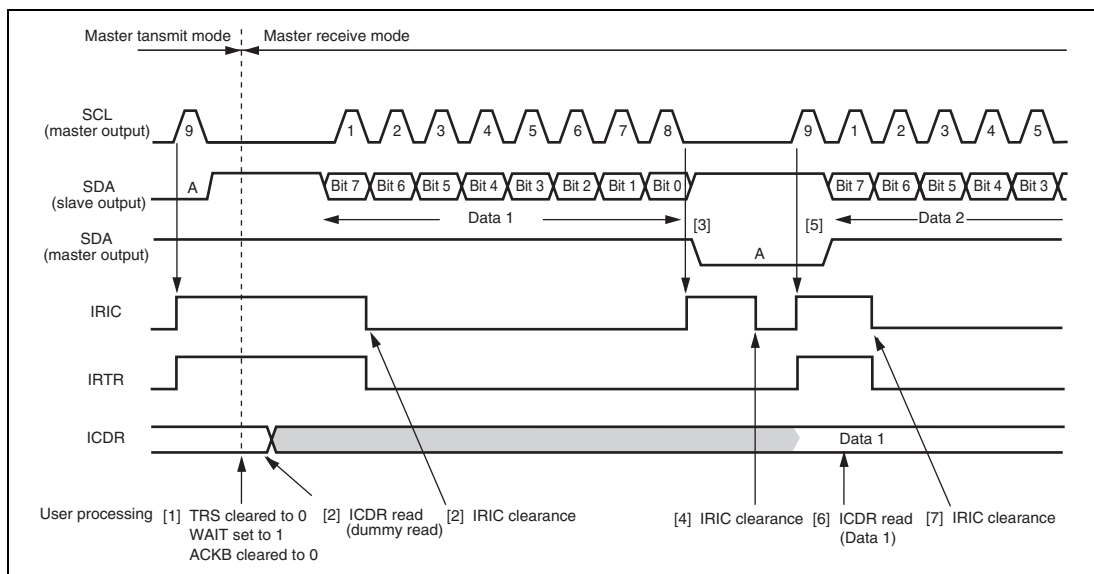 Master transmit mode Master receive mode
SCL
(master output)
9 1 2 3 4 5 6 7 8 9 1 2 3 4 5
SDA
(slave output)
A Bit 7 Bit 6 Bit 5 Bit 4 Bit 3 Bit 2 Bit 1 Bit 0 Bit 7 Bit 6 Bit 5 Bit 4 Bit 3
Data 1 [3] [5] Data 2
SDA
(master output)
A
IRIC
IRTR
ICDR Data 1
User processing [1] TRS cleared to 0 [2] ICDR read [2] IRIC clearance [4] IRIC clearance [6] ICDR read [7] IRIC clearance
WAIT set to 1 (dummy read) (Data 1)
ACKB cleared to 0